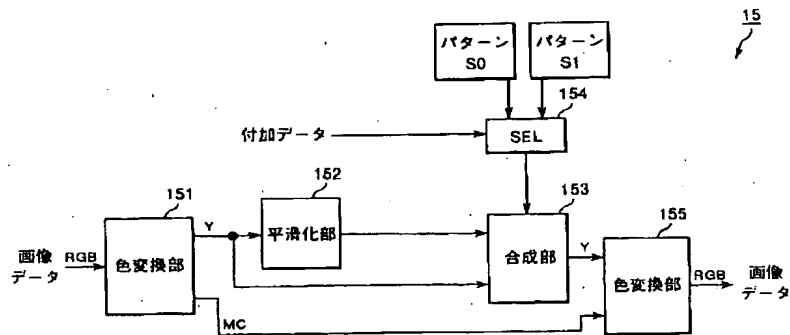 15
パターン
S0
パターン
S1
154
付加データ
SEL
151
152
153
155
Y
平滑化部
画像
データ
RGB
色変換部
合成部
Y
色変換部
RGB
画像
データ
MC